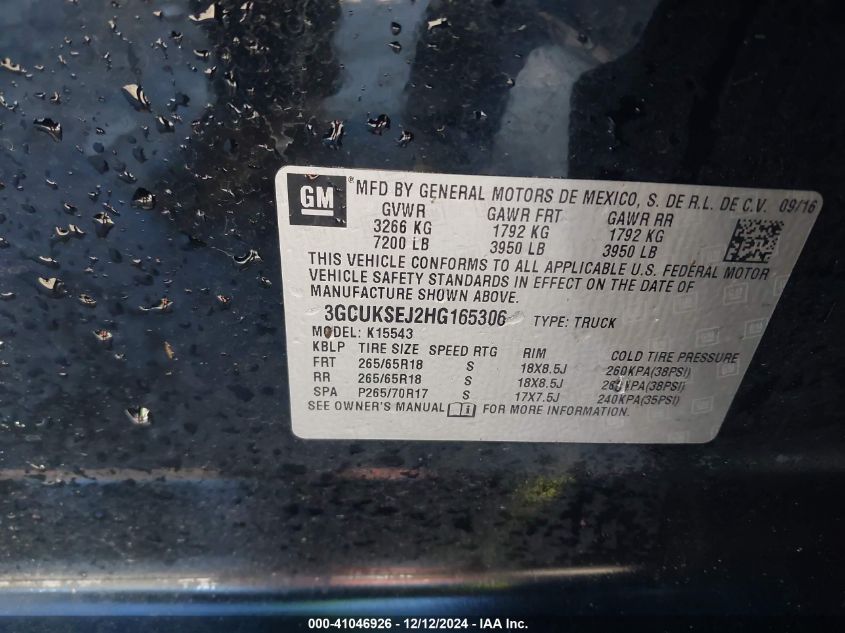 GM ® MFD BY GENERAL MOTORS DE MEXICO, S. DE R.L. DE C.V. 09/16
GVWR GAWR FRT GAWR RR
3266 KG 1792 KG 1792 KG
7200 LB 3950 LB 3950 LB
THIS VEHICLE CONFORMS TO ALL APPLICABLE U.S. FEDERAL MOTOR
VEHICLE SAFETY STANDARDS IN EFFECT ON THE DATE OF
MANUFACTURE SHOWN ABOVE.
3GCUKSEJ2HG165306 TYPE: TRUCK
MODEL: K15543
KBLP TIRE SIZE SPEED RTG RIM COLD TIRE PRESSURE
FRT 265/65R18 S 18X8.5J 260KPA(38PSI)
RR 265/65R18 S 18X8.5J 260KPA(38PSI)
SPA P265/70R17 S 17X7.5J 240KPA(35PSI)
SEE OWNER'S MANUAL FOR MORE INFORMATION.
000-41046926 - 12/12/2024 - IAA Inc.